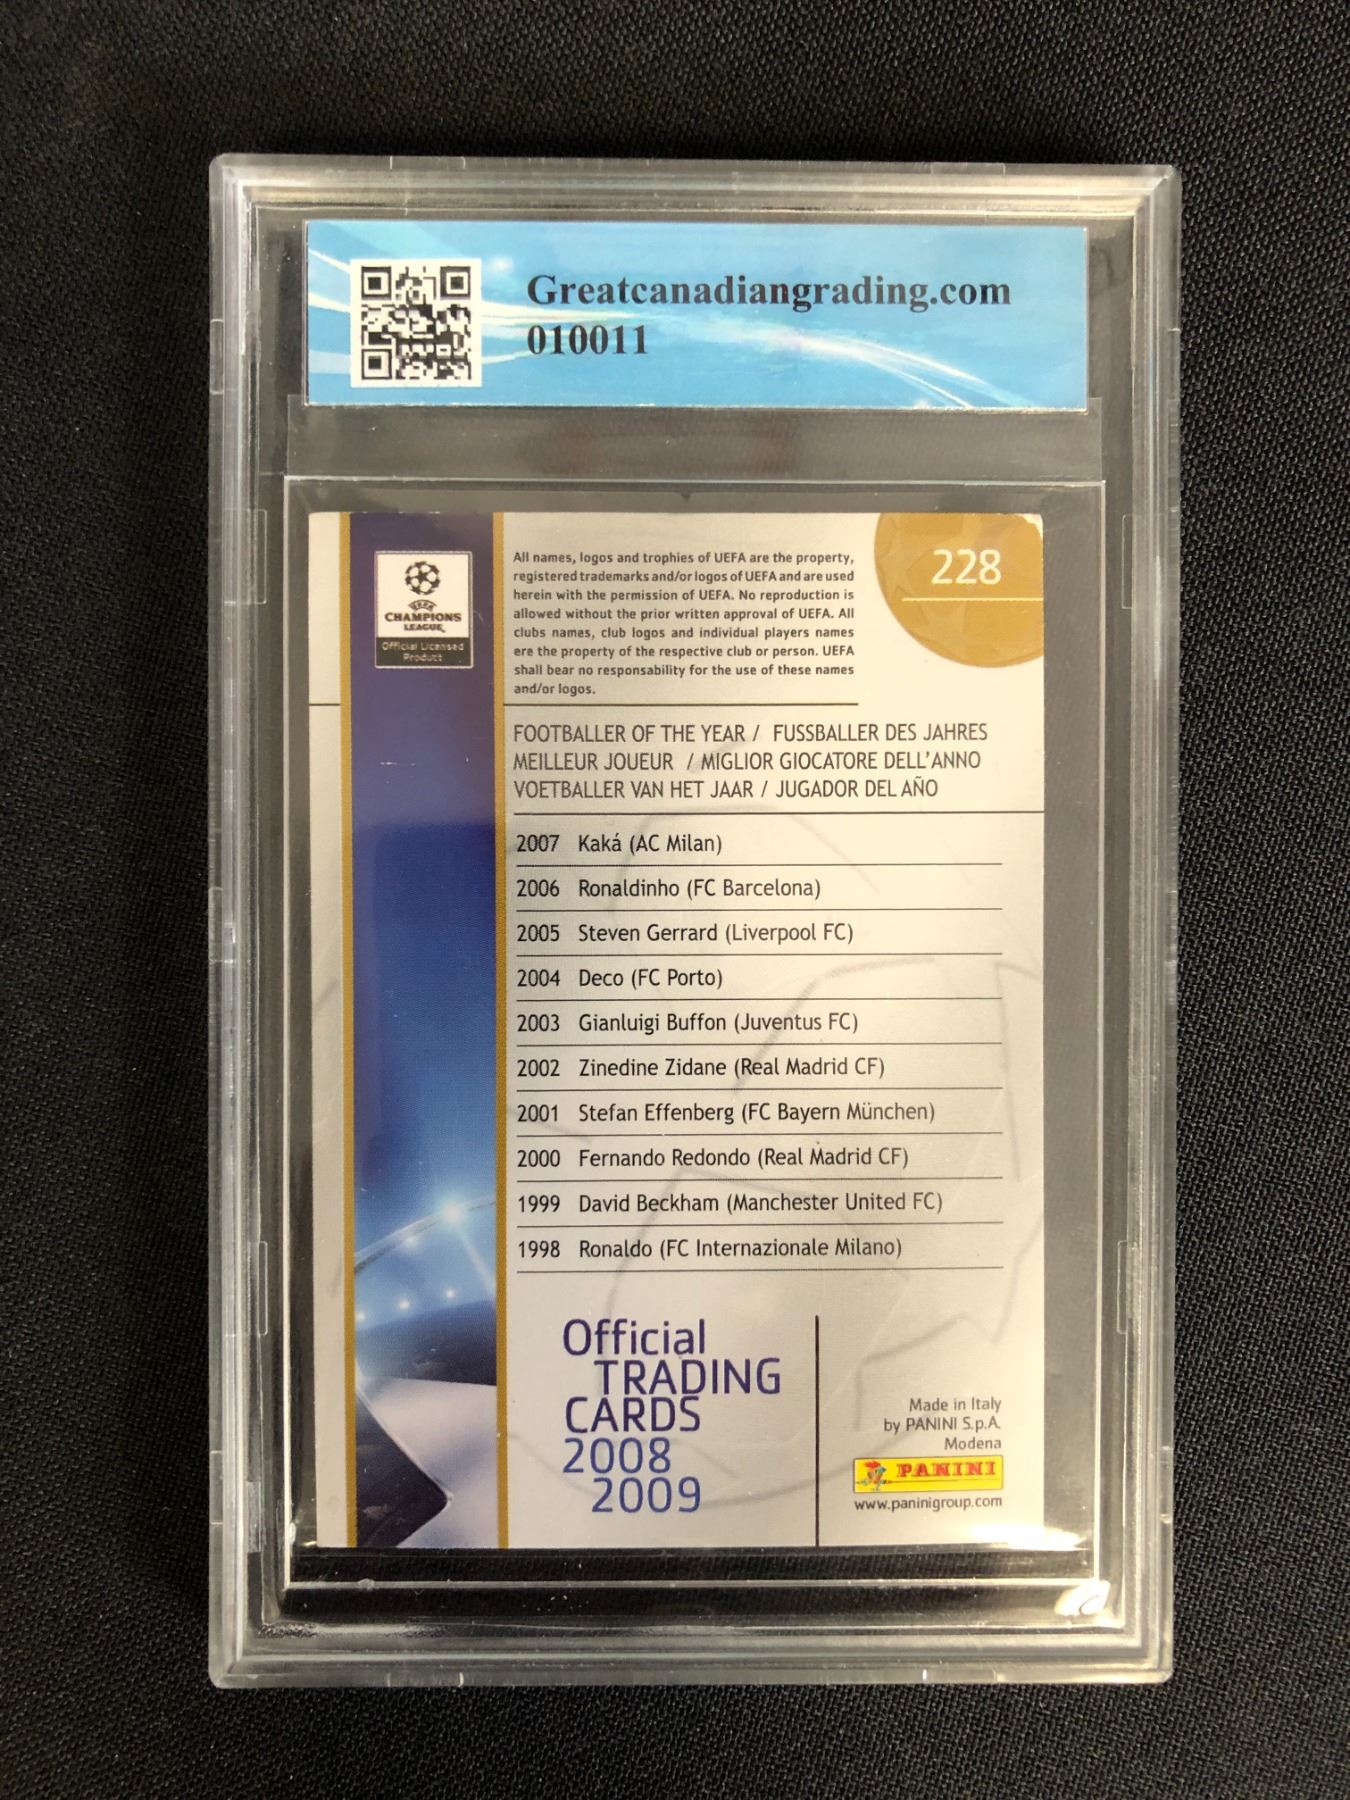 Greatcanadiangrading.com
010011
UEFA
CHAMPIONS
LEAGUE
Official Licensed
Product
All names, logos and trophies of UEFA are the property,
registered trademarks and/or logos of UEFA and are used
herein with the permission of UEFA. No reproduction is
allowed without the prior written approval of UEFA. All
clubs names, club logos and individual players names
ere the property of the respective club or person. UEFA
shall bear no responsability for the use of these names
and/or logos.
228
FOOTBALLER OF THE YEAR / FUSSBALLER DES JAHRES
MEILLEUR JOUEUR / MIGLIOR GIOCATORE DELL'ANNO
VOETBALLER VAN HET JAAR / JUGADOR DEL AÑO
2007 Kaká (AC Milan)
2006 Ronaldinho (FC Barcelona)
2005 Steven Gerrard (Liverpool FC)
2004 Deco (FC Porto)
2003 Gianluigi Buffon (Juventus FC)
2002 Zinedine Zidane (Real Madrid CF)
2001 Stefan Effenberg (FC Bayern München)
2000 Fernando Redondo (Real Madrid CF)
1999 David Beckham (Manchester United FC)
1998 Ronaldo (FC Internazionale Milano)
Official
TRADING
CARDS
2008
2009
Made in Italy
by PANINI S.p.A.
Modena
PANINI
www.paninigroup.com